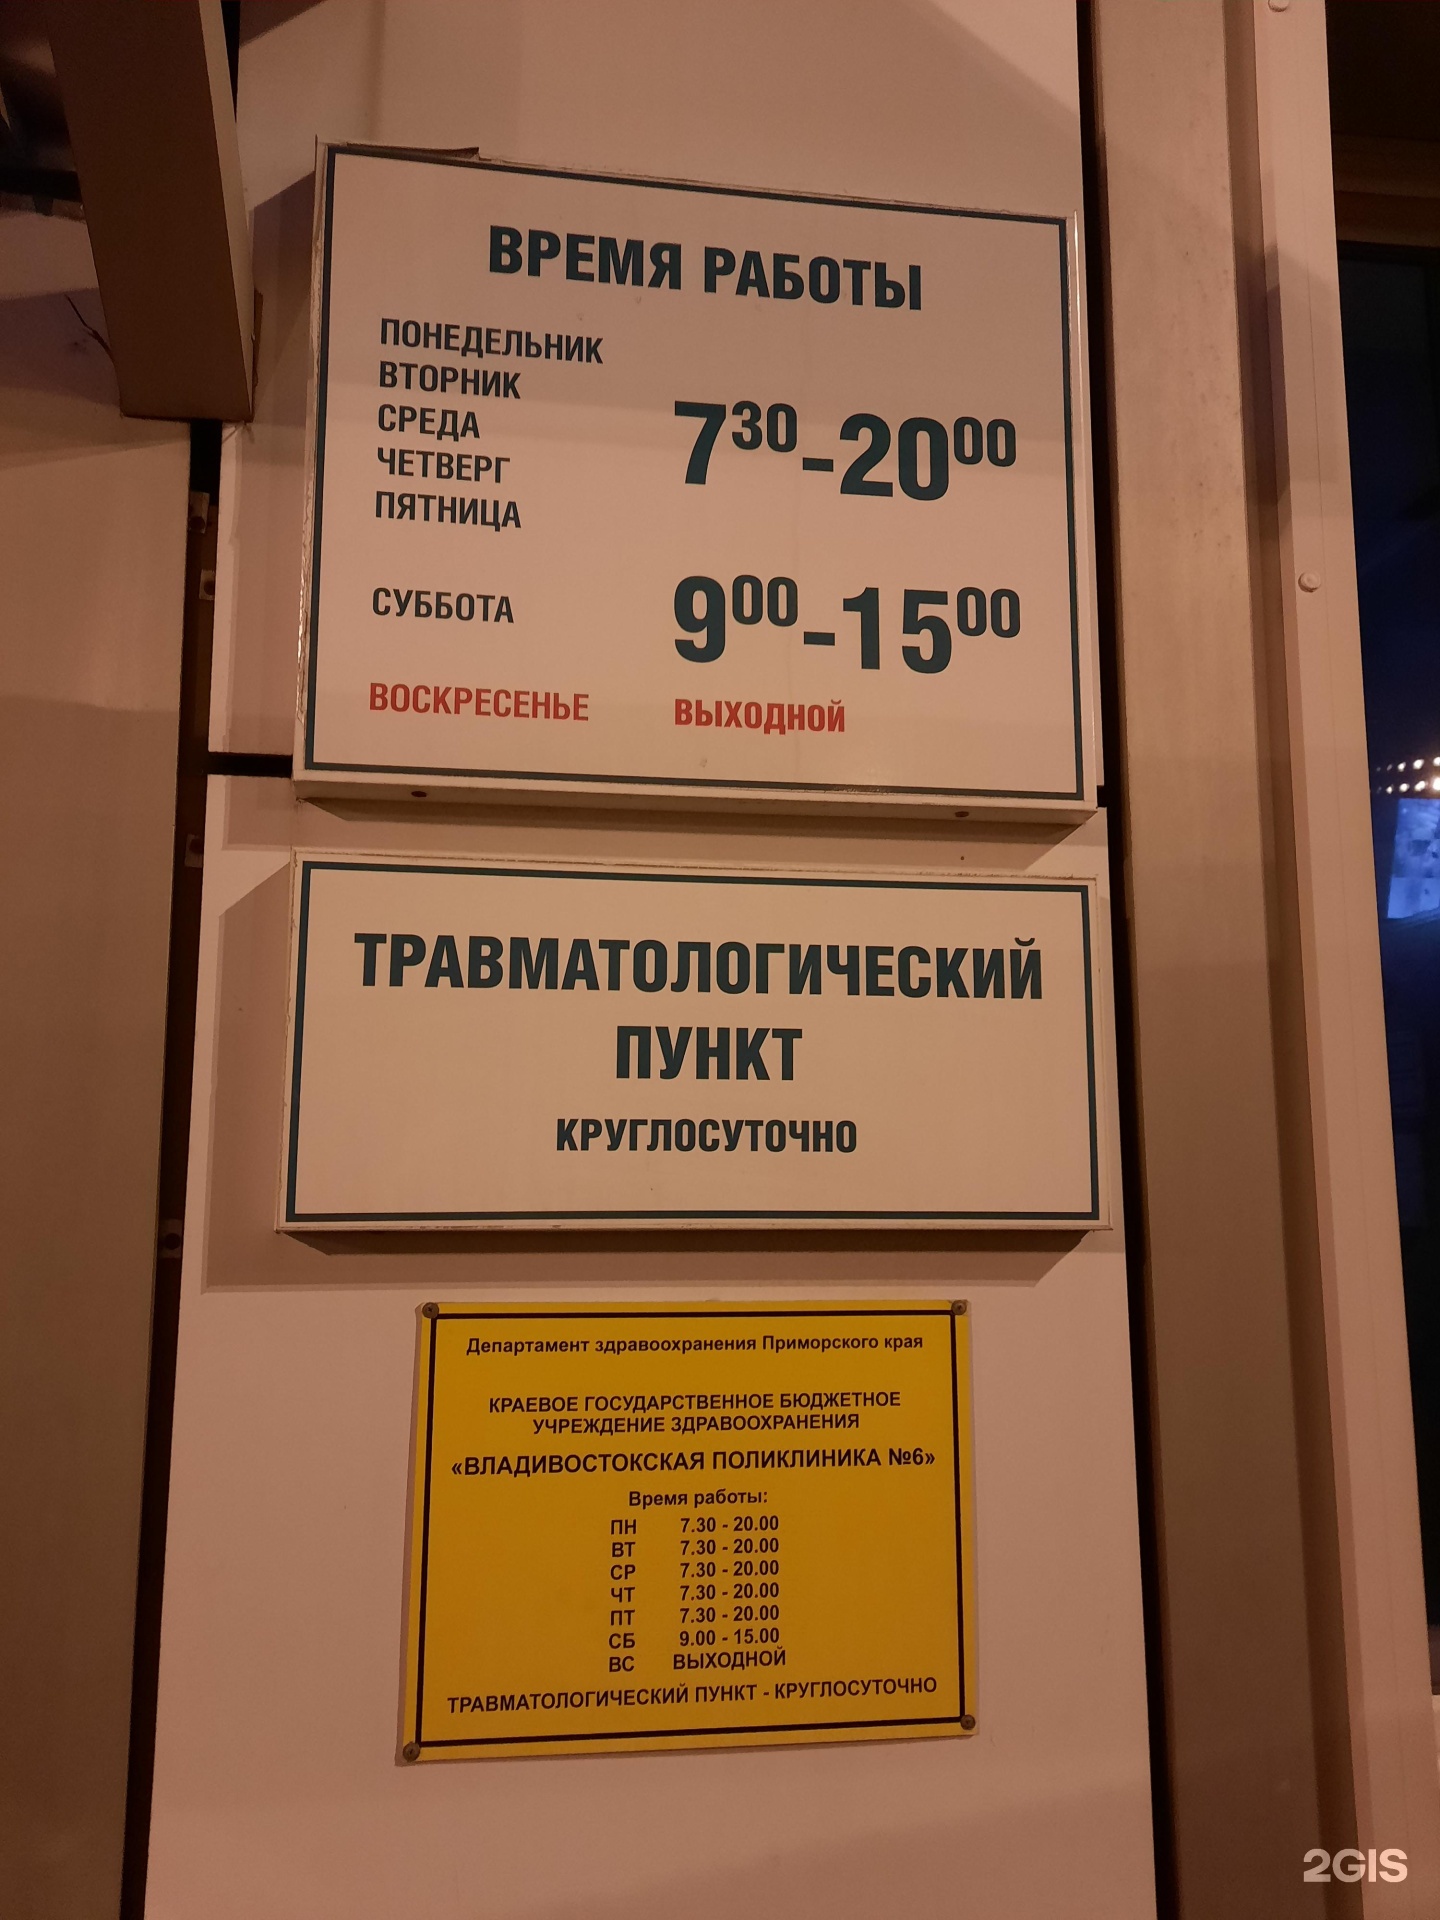 ВРЕМЯ РАБОТЫ
ПОНЕДЕЛЬНИК
ВТОРНИК
СРЕДА
ЧЕТВЕРГ
ПЯТНИЦА
7³⁰-20⁰⁰
СУББОТА 9⁰⁰-15⁰⁰
ВОСКРЕСЕНЬЕ ВЫХОДНОЙ
ТРАВМАТОЛОГИЧЕСКИЙ
ПУНКТ
КРУГЛОСУТОЧНО
Департамент здравоохранения Приморского края
КРАЕВОЕ ГОСУДАРСТВЕННОЕ БЮДЖЕТНОЕ
УЧРЕЖДЕНИЕ ЗДРАВООХРАНЕНИЯ
«ВЛАДИВОСТОКСКАЯ ПОЛИКЛИНИКА №6»
Время работы:
ПН 7.30 - 20.00
ВТ 7.30 - 20.00
СР 7.30 - 20.00
ЧТ 7.30 - 20.00
ПТ 7.30 - 20.00
СБ 9.00 - 15.00
ВС ВЫХОДНОЙ
ТРАВМАТОЛОГИЧЕСКИЙ ПУНКТ - КРУГЛОСУТОЧНО
2GIS